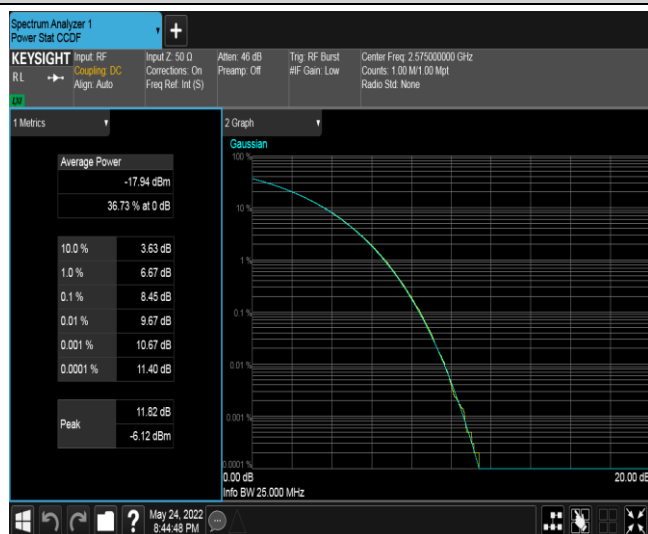 Spectrum Analyzer 1
Power Stat CCDF
+
KEYSIGHT
RL
LXI
Input: RF
Coupling: DC
Align: Auto
Input Z: 50 Ω
Corrections: On
Freq Ref: Int (S)
Atten: 46 dB
Preamp: Off
Trig: RF Burst
#IF Gain: Low
Center Freq: 2.575000000 GHz
Counts: 1.00 M/1.00 Mpt
Radio Std: None
1 Metrics
Average Power
-17.94 dBm
36.73 % at 0 dB
10.0 % 3.63 dB
1.0 % 6.67 dB
0.1 % 8.45 dB
0.01 % 9.67 dB
0.001 % 10.67 dB
0.0001 % 11.40 dB
Peak
11.82 dB
-6.12 dBm
2 Graph
Gaussian
100 %
10 %
1 %
0.1 %
0.01 %
0.001 %
0.0001 %
0.00 dB
20.00 dB
Info BW 25.000 MHz
?
May 24, 2022
8:44:48 PM